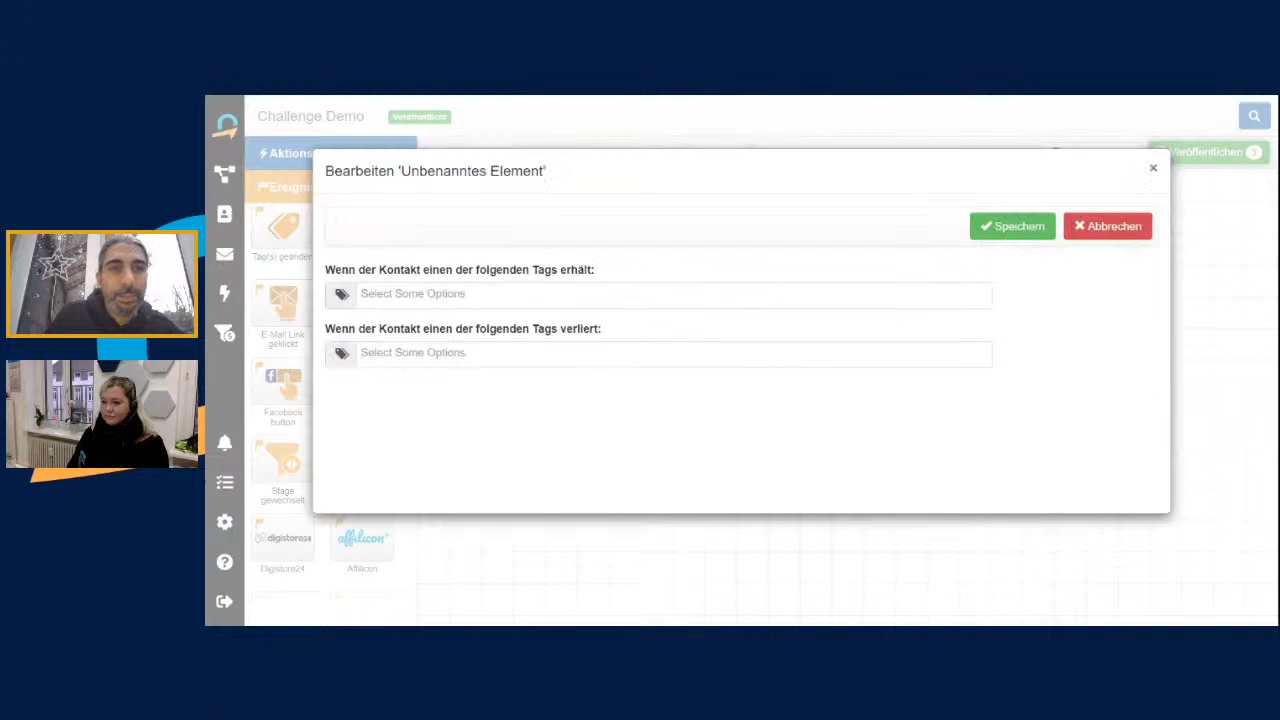 Challenge Demo
Veröffentlicht
Aktions
Veröffentlichen
Bearbeiten 'Unbenanntes Element'
×
Ereigni
Speichern
Abbrechen
Tag(s) geänder
Wenn der Kontakt einen der folgenden Tags erhält:
Select Some Options
Wenn der Kontakt einen der folgenden Tags verliert:
Select Some Options
E-Mail Link
geklickt
Facebook
button
Stage
gewechselt
digistore24
affilicon
Digistore24
Affilicon